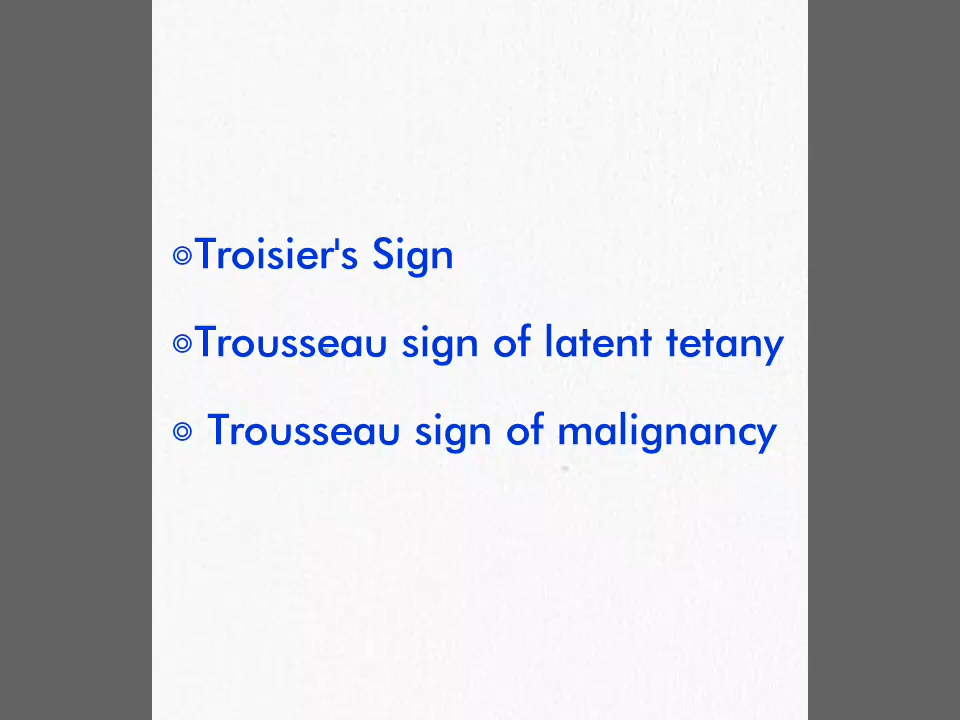 ◎Troisier's Sign
◎Trousseau sign of latent tetany
◎ Trousseau sign of malignancy